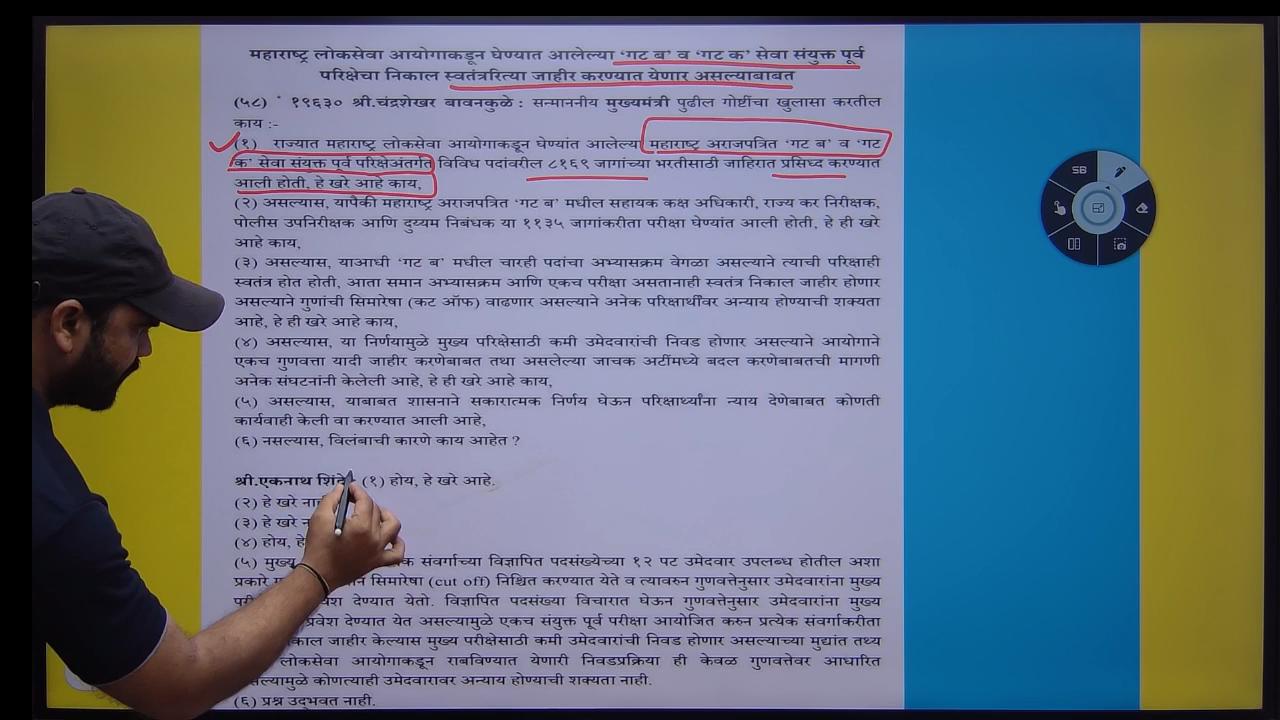 महाराष्ट्र लोकसेवा आयोगाकडून घेण्यात आलेल्या ‘गट ब’ व ‘गट क’ सेवा संयुक्त पूर्व
परिक्षेचा निकाल स्वतंत्ररित्या जाहीर करण्यात येणार असल्याबाबत
(५८) * १९६३० श्री.चंद्रशेखर बावनकुळे : सन्माननीय मुख्यमंत्री पुढील गोष्टींचा खुलासा करतील
काय :-
(१) राज्यात महाराष्ट्र लोकसेवा आयोगाकडून घेण्यांत आलेल्या महाराष्ट्र अराजपत्रित ‘गट ब’ व ‘गट
क’ सेवा संयुक्त पूर्व परिक्षेअंतर्गत विविध पदांवरील ८१६९ जागांच्या भरतीसाठी जाहिरात प्रसिध्द करण्यात
आली होती, हे खरे आहे काय,
(२) असल्यास, यापैकी महाराष्ट्र अराजपत्रित ‘गट ब’ मधील सहायक कक्ष अधिकारी, राज्य कर निरीक्षक,
पोलीस उपनिरीक्षक आणि दुय्यम निबंधक या ११३५ जागांकरीता परीक्षा घेण्यांत आली होती, हे ही खरे
आहे काय,
(३) असल्यास, याआधी ‘गट ब’ मधील चारही पदांचा अभ्यासक्रम वेगळा असल्याने त्याची परिक्षाही
स्वतंत्र होत होती, आता समान अभ्यासक्रम आणि एकच परीक्षा असतानाही स्वतंत्र निकाल जाहीर होणार
असल्याने गुणांची सिमारेषा (कट ऑफ) वाढणार असल्याने अनेक परिक्षार्थींवर अन्याय होण्याची शक्यता
आहे, हे ही खरे आहे काय,
(४) असल्यास, या निर्णयामुळे मुख्य परिक्षेसाठी कमी उमेदवारांची निवड होणार असल्याने आयोगाने
एकच गुणवत्ता यादी जाहीर करणेबाबत तथा असलेल्या जाचक अटींमध्ये बदल करणेबाबतची मागणी
अनेक संघटनांनी केलेली आहे, हे ही खरे आहे काय,
(५) असल्यास, याबाबत शासनाने सकारात्मक निर्णय घेऊन परिक्षार्थ्यांना न्याय देणेबाबत कोणती
कार्यवाही केली वा करण्यात आली आहे,
(६) नसल्यास, विलंबाची कारणे काय आहेत ?
श्री.एकनाथ शिंदे (१) होय, हे खरे आहे.
(२) हे खरे
(३) हे खरे
(४) होय,
(५) मुख्य संवर्गाच्या विज्ञापित पदसंख्येच्या १२ पट उमेदवार उपलब्ध होतील अशा
प्रकारे सिमारेषा (cut off) निश्चित करण्यात येते व त्यावरुन गुणवत्तेनुसार उमेदवारांना मुख्य
देण्यात येतो. विज्ञापित पदसंख्या विचारात घेऊन गुणवत्तेनुसार उमेदवारांना मुख्य
प्रवेश देण्यात येत असल्यामुळे एकच संयुक्त पूर्व परीक्षा आयोजित करुन प्रत्येक संवर्गाकरीता
जाहीर केल्यास मुख्य परीक्षेसाठी कमी उमेदवारांची निवड होणार असल्याच्या मुद्यांत तथ्य
लोकसेवा आयोगाकडून राबविण्यात येणारी निवडप्रक्रिया ही केवळ गुणवत्तेवर आधारित
कोणत्याही उमेदवारावर अन्याय होण्याची शक्यता नाही.
(६) प्रश्न उद्‌भवत नाही.
SB